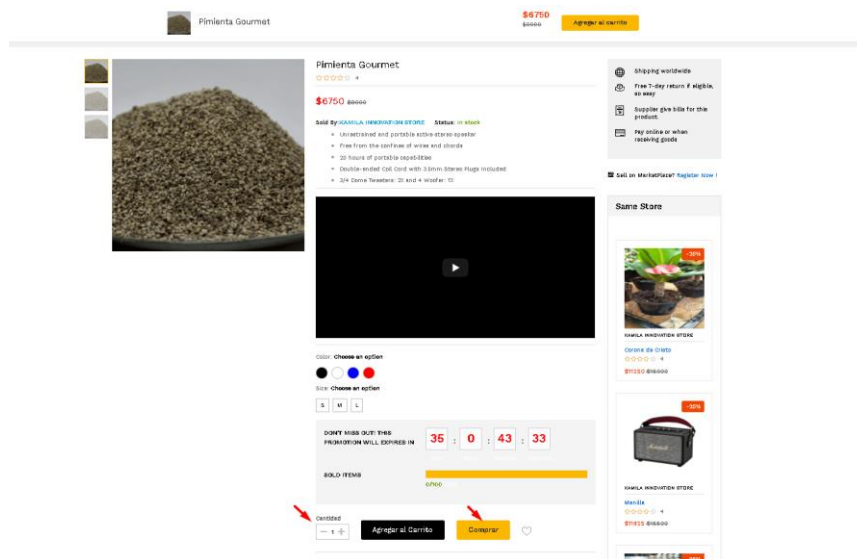 Pimienta Gourmet
$6750
Agregar al carrito
Pimienta Gourmet
4
$6750
Sold By:KAMILA INNOVATION STORE Status: In stock
Unrestrained and portable active stereo speaker
Free from the confines of wires and chords
20 hours of portable capabilities
Double-ended Coil Cord with 3.5mm Stereo Plugs Included
3/4 Dome Tweeters: 2X and 4 Woofer: 1X
Color: Choose an option
Size: Choose an option
S M L
DON'T MISS OUT! THIS
PROMOTION WILL EXPIRES IN
35 : 0 : 43 : 33
SOLD ITEMS
Cantidad
− 1 +
Agregar al Carrito
Comprar
Shipping worldwide
Free 7-day return if eligible,
so easy
Supplier give bills for this
product.
Pay online or when
receiving goods
Sell on MarketPlace? Register Now !
Same Store
KAMILA INNOVATION STORE
Corona de Cristo
4
KAMILA INNOVATION STORE
4